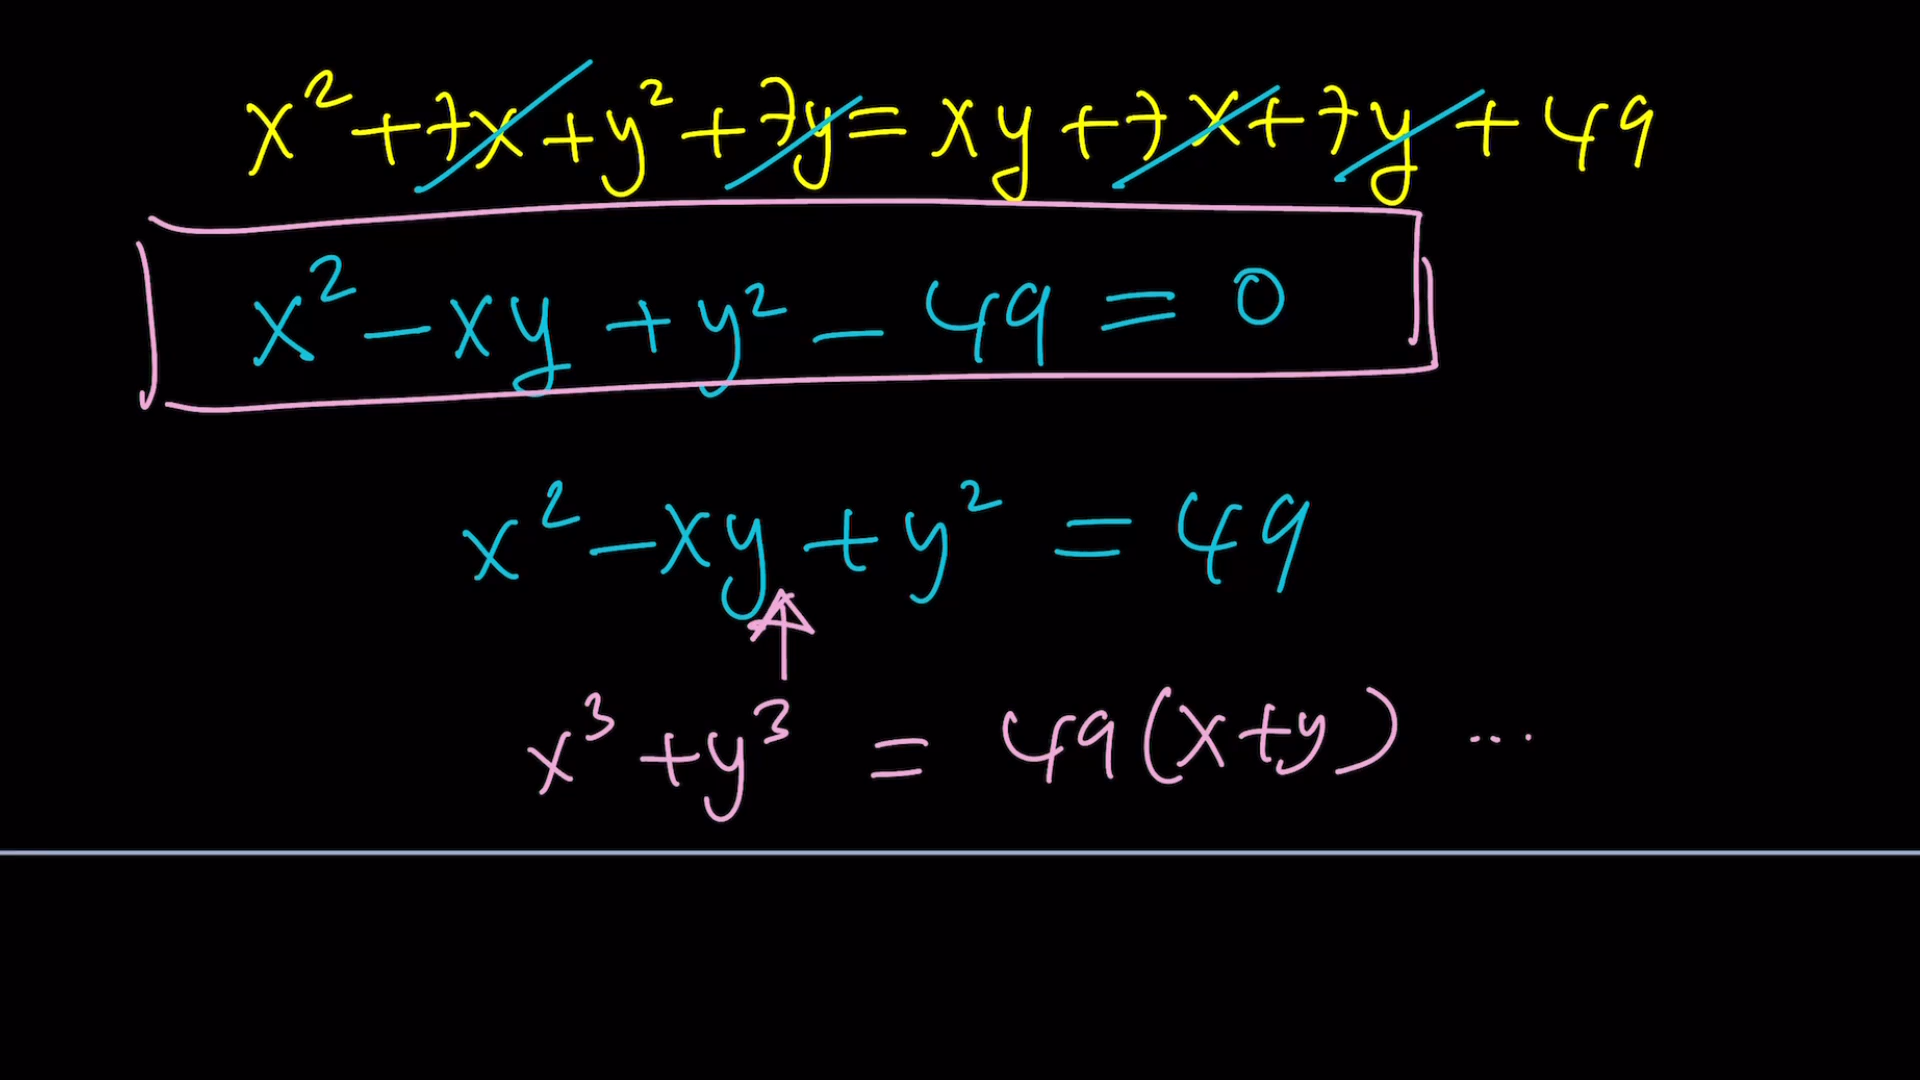 x² + 7x + y² + 7y = xy + 7x + 7y + 49
x² − xy + y² − 49 = 0
x² − xy + y² = 49
x³ + y³ = 49(x+y) ...